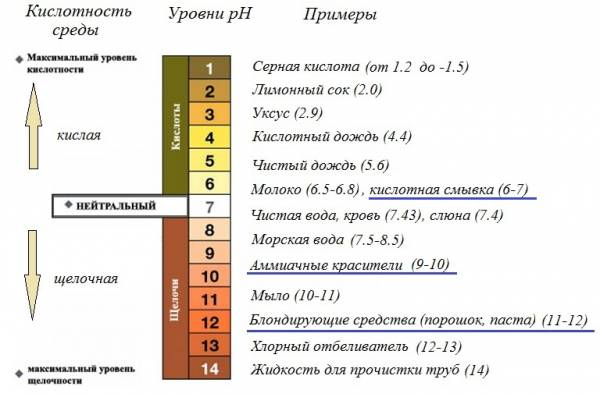 Кислотность среды
Уровни pH
Примеры
Максимальный уровень кислотности
кислая
НЕЙТРАЛЬНЫЙ
щелочная
максимальный уровень щелочности
Кислоты
Щелочи
1 Серная кислота (от 1.2 до -1.5)
2 Лимонный сок (2.0)
3 Уксус (2.9)
4 Кислотный дождь (4.4)
5 Чистый дождь (5.6)
6 Молоко (6.5-6.8), кислотная смывка (6-7)
7 Чистая вода, кровь (7.43), слюна (7.4)
8 Морская вода (7.5-8.5)
9
10 Аммиачные красители (9-10)
11 Мыло (10-11)
12 Блондирующие средства (порошок, паста) (11-12)
13 Хлорный отбеливатель (12-13)
14 Жидкость для прочистки труб (14)